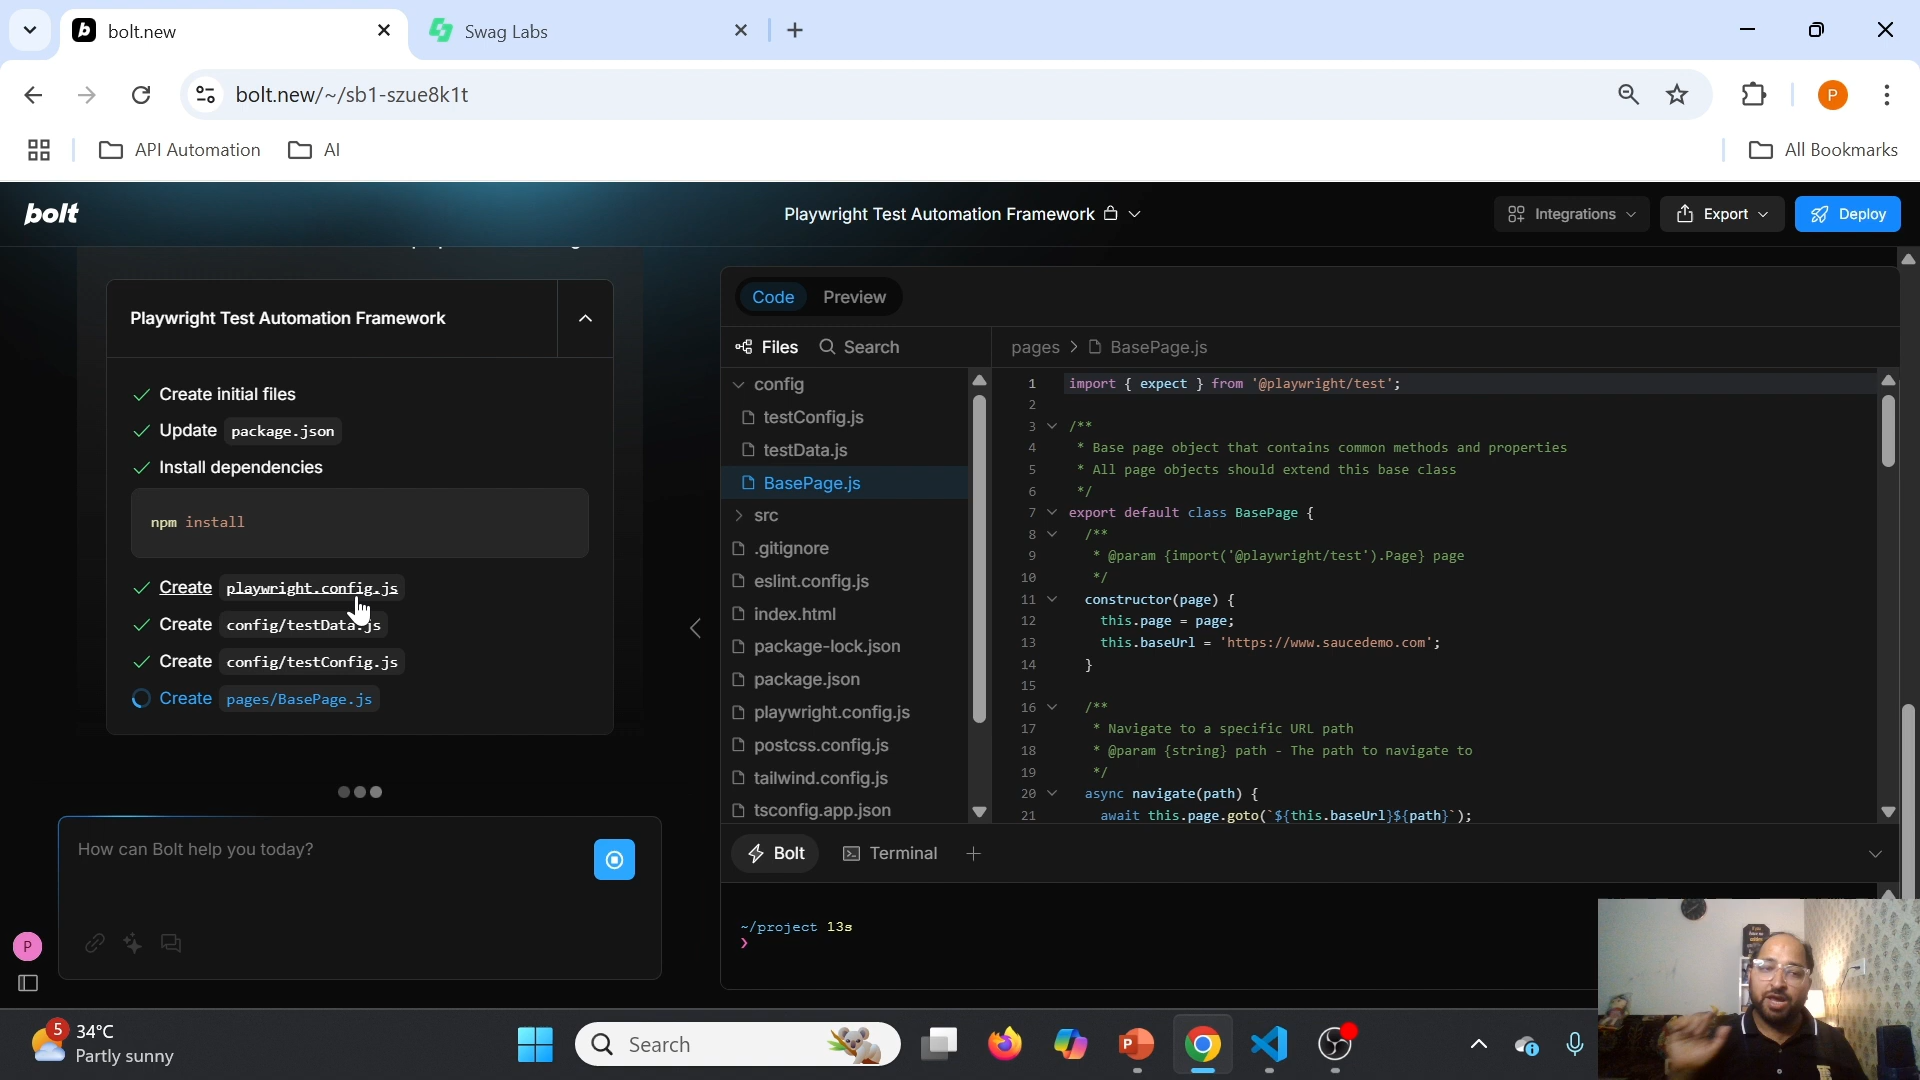 bolt.new
Swag Labs
bolt.new/~/sb1-szue8k1t
P
API Automation
AI
All Bookmarks
bolt
Playwright Test Automation Framework
Integrations
Export
Deploy
Playwright Test Automation Framework
Create initial files
Update package.json
Install dependencies
npm install
Create playwright.config.js
Create config/testData.js
Create config/testConfig.js
Create pages/BasePage.js
How can Bolt help you today?
P
Code
Preview
Files
Search
config
testConfig.js
testData.js
BasePage.js
src
.gitignore
eslint.config.js
index.html
package-lock.json
package.json
playwright.config.js
postcss.config.js
tailwind.config.js
tsconfig.app.json
pages > BasePage.js
1 import { expect } from '@playwright/test';
2
3 /**
4 * Base page object that contains common methods and properties
5 * All page objects should extend this base class
6 */
7 export default class BasePage {
8 /**
9 * @param {import('@playwright/test').Page} page
10 */
11 constructor(page) {
12 this.page = page;
13 this.baseUrl = 'https://www.saucedemo.com';
14 }
15
16 /**
17 * Navigate to a specific URL path
18 * @param {string} path - The path to navigate to
19 */
20 async navigate(path) {
21 await this.page.goto(`${this.baseUrl}${path}`);
Bolt
Terminal
~/project 13s
❯
5
34°C
Partly sunny
Search